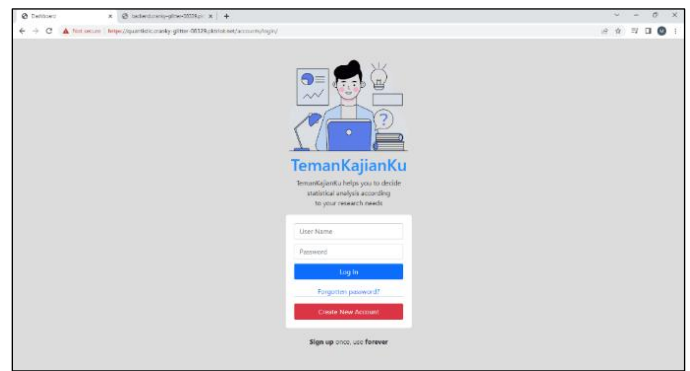 Dashboard
Not secure
TemanKajianKu
TemanKajianKu helps you to decide
statistical analysis according
to your research needs
User Name
Password
Log In
Forgotten password?
Create New Account
Sign up once, use forever